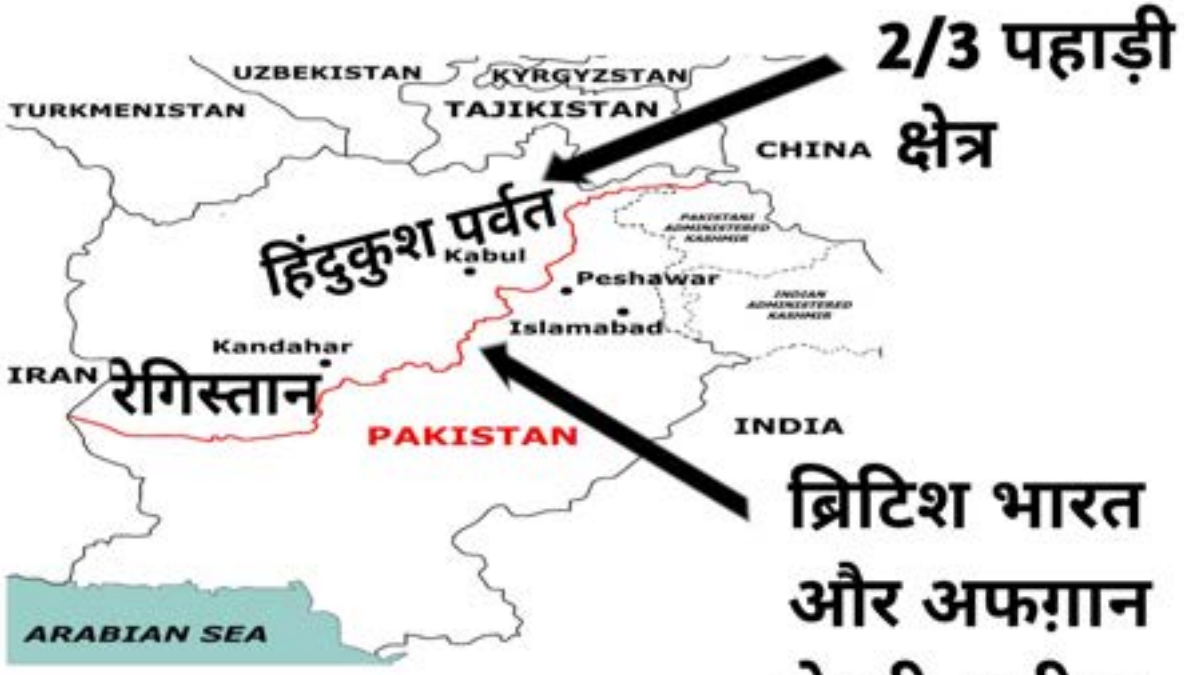 2/3 पहाड़ी
क्षेत्र
UZBEKISTAN
KYRGYZSTAN
TURKMENISTAN
TAJIKISTAN
CHINA
हिंदुकुश पर्वत
PAKISTANI
ADMINISTERED
KASHMIR
Kabul
Peshawar
INDIAN
ADMINISTERED
KASHMIR
Islamabad
Kandahar
IRAN
रेगिस्तान
PAKISTAN
INDIA
ब्रिटिश भारत
और अफग़ान
ARABIAN SEA